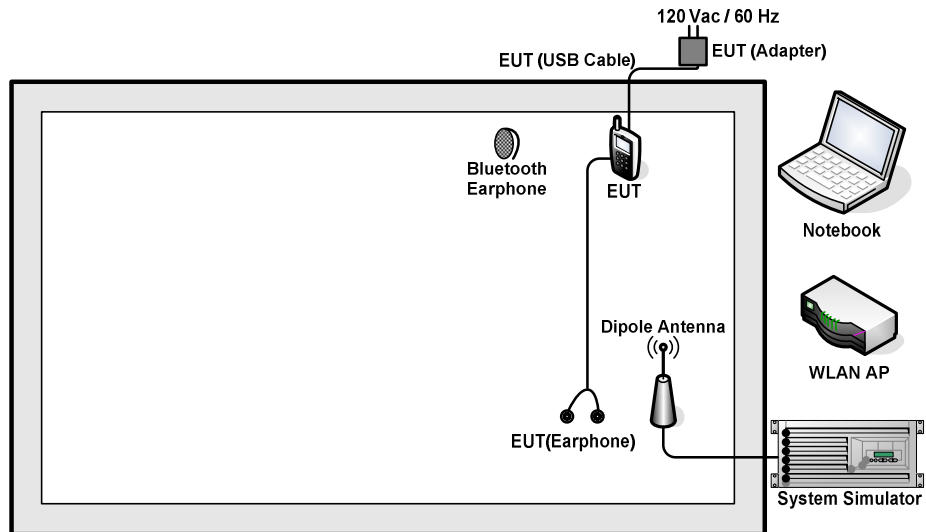 120 Vac / 60 Hz
EUT (USB Cable)
EUT (Adapter)
Bluetooth
Earphone
EUT
Notebook
Dipole Antenna
WLAN AP
EUT(Earphone)
System Simulator